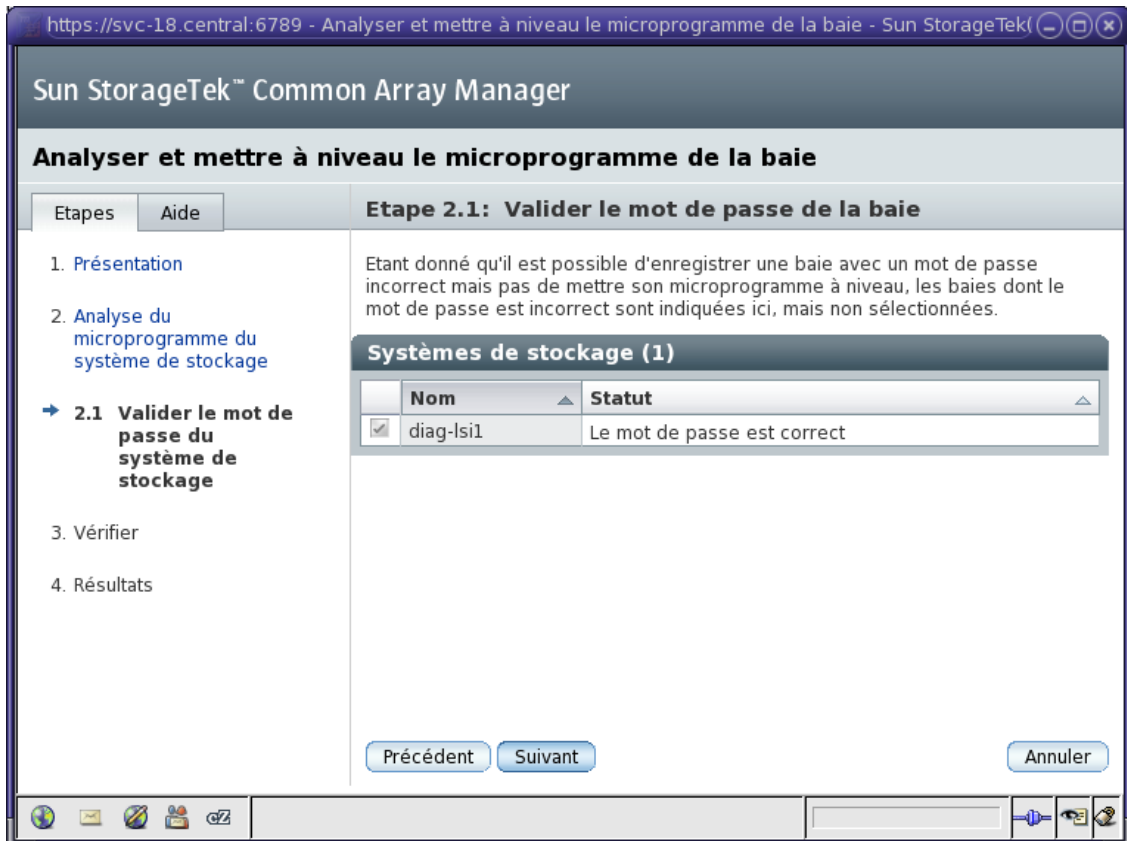 https://svc-18.central:6789 - Analyser et mettre à niveau le microprogramme de la baie - Sun StorageTek(
Sun StorageTek™ Common Array Manager
Analyser et mettre à niveau le microprogramme de la baie
Etapes
Aide
1. Présentation
2. Analyse du
microprogramme du
système de stockage
2.1 Valider le mot de
passe du
système de
stockage
3. Vérifier
4. Résultats
Etape 2.1: Valider le mot de passe de la baie
Etant donné qu'il est possible d'enregistrer une baie avec un mot de passe
incorrect mais pas de mettre son microprogramme à niveau, les baies dont le
mot de passe est incorrect sont indiquées ici, mais non sélectionnées.
Systèmes de stockage (1)
Nom Statut
diag-lsi1 Le mot de passe est correct
Précédent Suivant Annuler